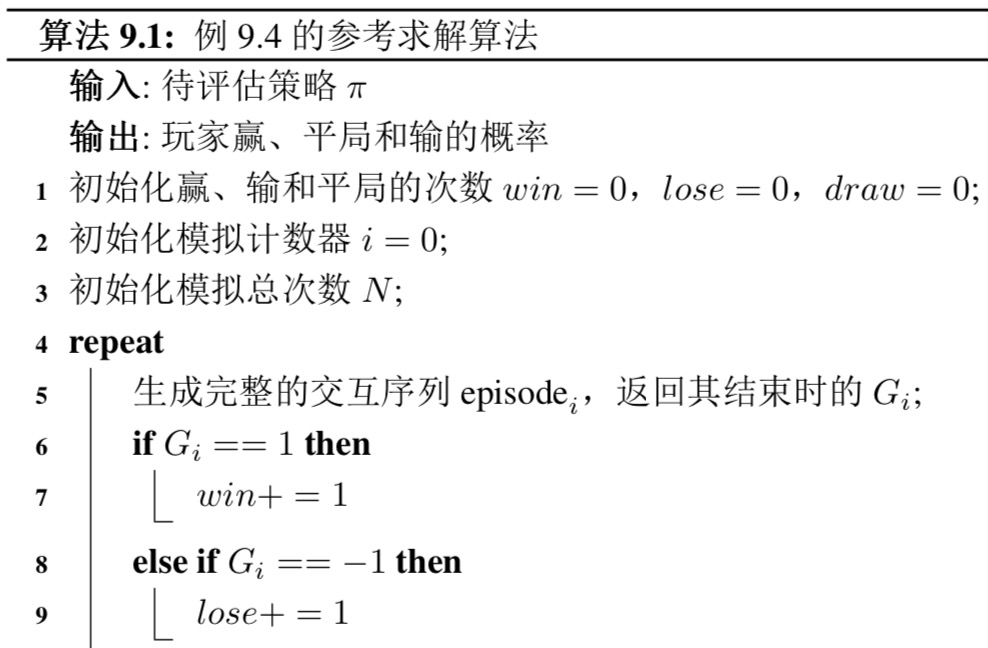 算法 9.1: 例 9.4 的参考求解算法
输入: 待评估策略 π
输出: 玩家赢、平局和输的概率
1 初始化赢、输和平局的次数 win = 0，lose = 0，draw = 0;
2 初始化模拟计数器 i = 0;
3 初始化模拟总次数 N;
4 repeat
5 生成完整的交互序列 episode_i，返回其结束时的 G_i;
6 if G_i == 1 then
7 win+ = 1
8 else if G_i == −1 then
9 lose+ = 1